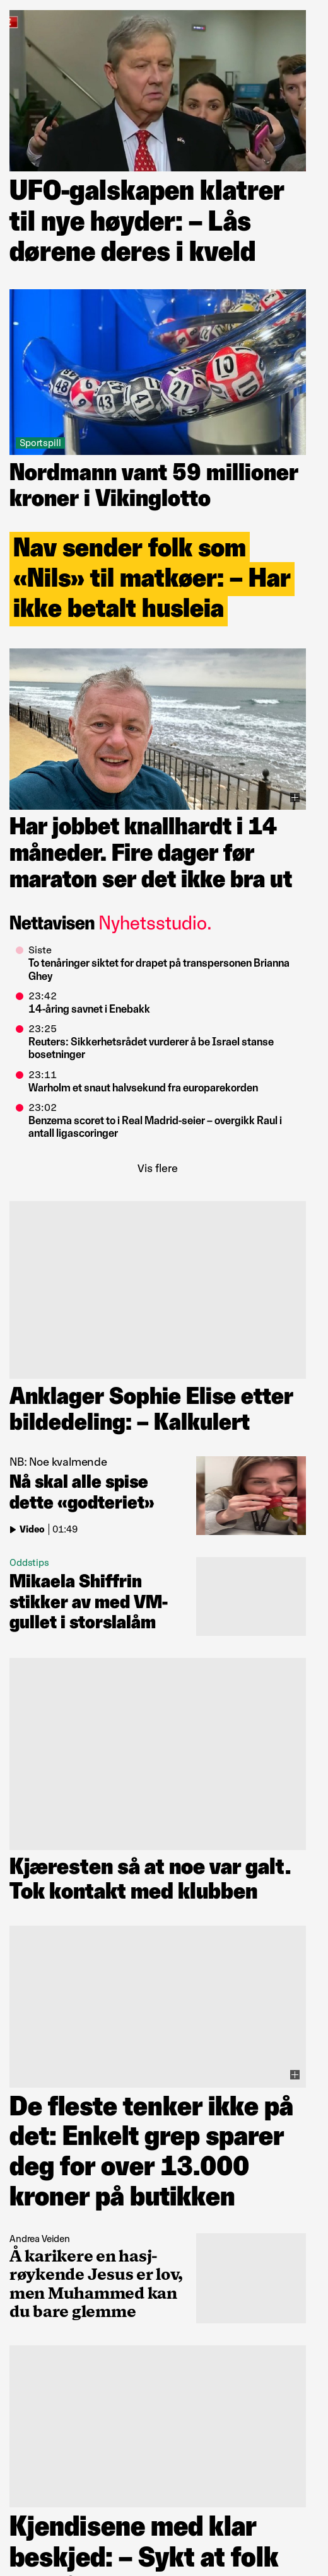 UFO-galskapen klatrer
til nye høyder: – Lås
dørene deres i kveld
48
6
43
40
21
10
Sportspill
Nordmann vant 59 millioner
kroner i Vikinglotto
Nav sender folk som
«Nils» til matkøer: – Har
ikke betalt husleia
Har jobbet knallhardt i 14
måneder. Fire dager før
maraton ser det ikke bra ut
Nettavisen Nyhetsstudio.
Siste
To tenåringer siktet for drapet på transpersonen Brianna
Ghey
23:42
14-åring savnet i Enebakk
23:25
Reuters: Sikkerhetsrådet vurderer å be Israel stanse
bosetninger
23:11
Warholm et snaut halvsekund fra europarekorden
23:02
Benzema scoret to i Real Madrid-seier – overgikk Raul i
antall ligascoringer
Vis flere
Anklager Sophie Elise etter
bildedeling: – Kalkulert
NB: Noe kvalmende
Nå skal alle spise
dette «godteriet»
Video | 01:49
Oddstips
Mikaela Shiffrin
stikker av med VM-
gullet i storslalåm
Kjæresten så at noe var galt.
Tok kontakt med klubben
De fleste tenker ikke på
det: Enkelt grep sparer
deg for over 13.000
kroner på butikken
Andrea Veiden
Å karikere en hasj-
røykende Jesus er lov,
men Muhammed kan
du bare glemme
Kjendisene med klar
beskjed: – Sykt at folk